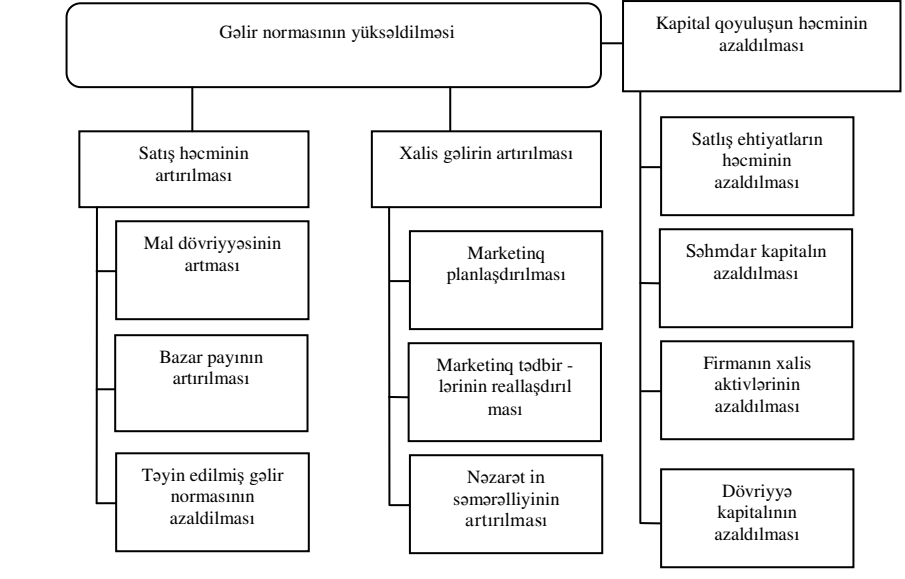 Gəlir normasının yüksəldilməsi
Kapital qoyuluşun həcminin
azaldılması
Satış həcminin
artırılması
Mal dövriyyəsinin
artması
Bazar payının
artırılması
Təyin edilmiş gəlir
normasının
azaldilması
Xalis gəlirin artırılması
Marketinq
planlaşdırılması
Marketinq tədbir -
lərinin reallaşdırıl
ması
Nəzarət in
səmərəlliyinin
artırılması
Satlış ehtiyatların
həcminin
azaldılması
Səhmdar kapitalın
azaldılması
Firmanın xalis
aktivlərinin
azaldılması
Dövriyyə
kapitalının
azaldılması